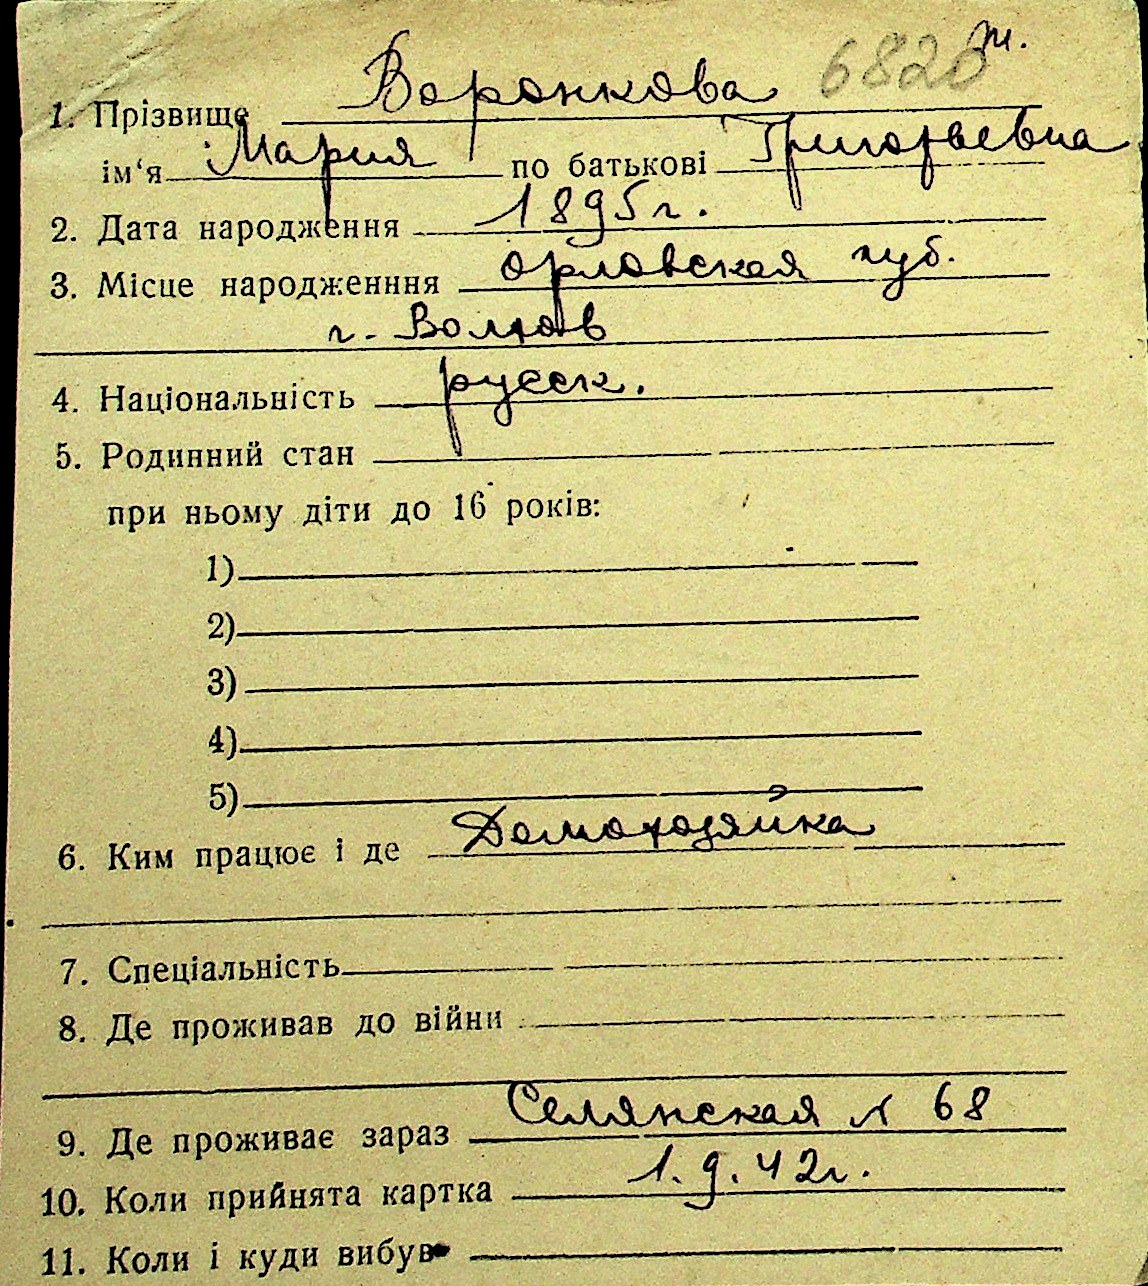 6820 ж.
1. Прізвище Воронкова
ім‘я Мария по батькові Григорьевна
2. Дата народження 1895 г.
3. Місце народженння Орловская губ.
г. Волхов
4. Національність русск.
5. Родинний стан
при ньому діти до 16 років:
1)
2)
3)
4)
5)
6. Ким працює і де Домохозяйка
7. Спеціальність
8. Де проживав до війни
9. Де проживає зараз Селянская № 68
10. Коли прийнята картка 1.9.42г.
11. Коли і куди вибув